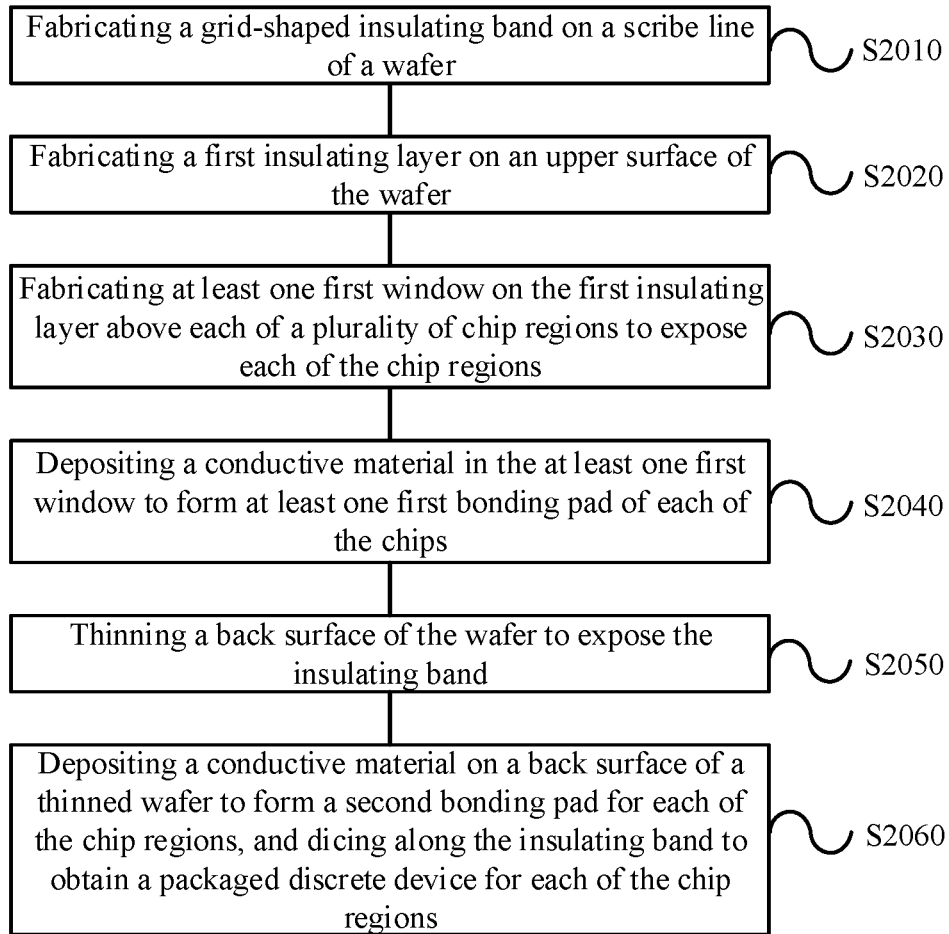 Fabricating a grid-shaped insulating band on a scribe line
of a wafer
S2010
Fabricating a first insulating layer on an upper surface of
the wafer
S2020
Fabricating at least one first window on the first insulating
layer above each of a plurality of chip regions to expose
each of the chip regions
S2030
Depositing a conductive material in the at least one first
window to form at least one first bonding pad of each of
the chips
S2040
Thinning a back surface of the wafer to expose the
insulating band
S2050
Depositing a conductive material on a back surface of a
thinned wafer to form a second bonding pad for each of
the chip regions, and dicing along the insulating band to
obtain a packaged discrete device for each of the chip
regions
S2060